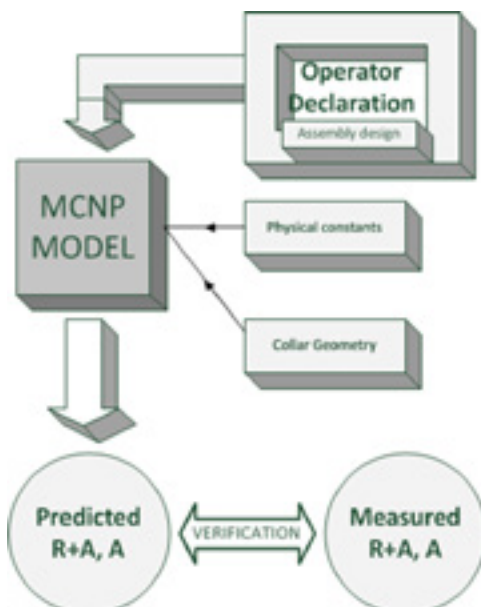 Operator
Declaration
Assembly design
MCNP
MODEL
Physical constants
Collar Geometry
Predicted
R+A, A
VERIFICATION
Measured
R+A, A